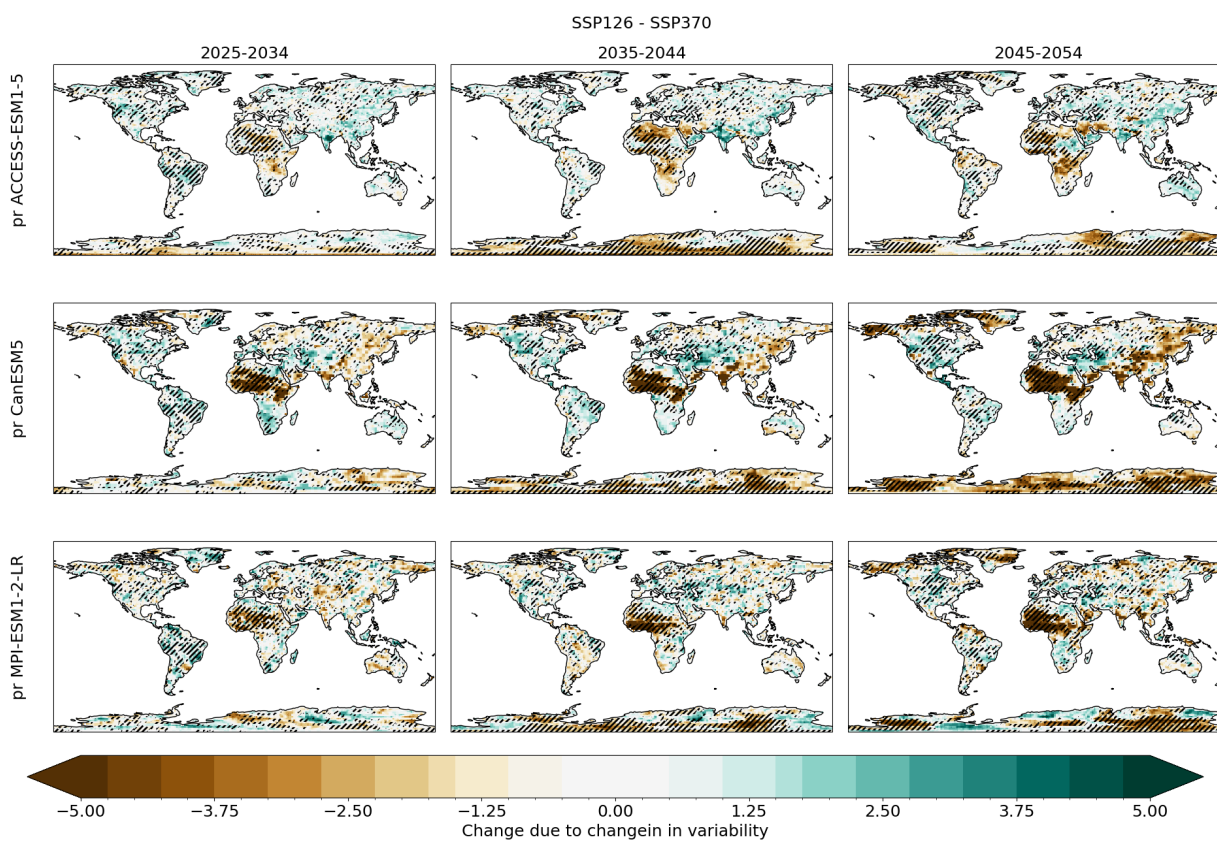 SSP126 - SSP370
2025-2034
2035-2044
2045-2054
pr ACCESS-ESM1-5
pr CanESM5
pr MPI-ESM1-2-LR
−5.00
−3.75
−2.50
−1.25
0.00
1.25
2.50
3.75
5.00
Change due to changein in variability